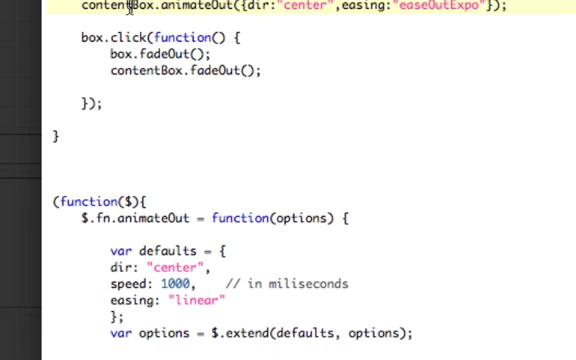 contentBox.animateOut({dir:"center",easing:"easeOutExpo"});
box.click(function() {
box.fadeOut();
contentBox.fadeOut();
});
}
(function($){
$.fn.animateOut = function(options) {
var defaults = {
dir: "center",
speed: 1000, // in miliseconds
easing: "linear"
};
var options = $.extend(defaults, options);